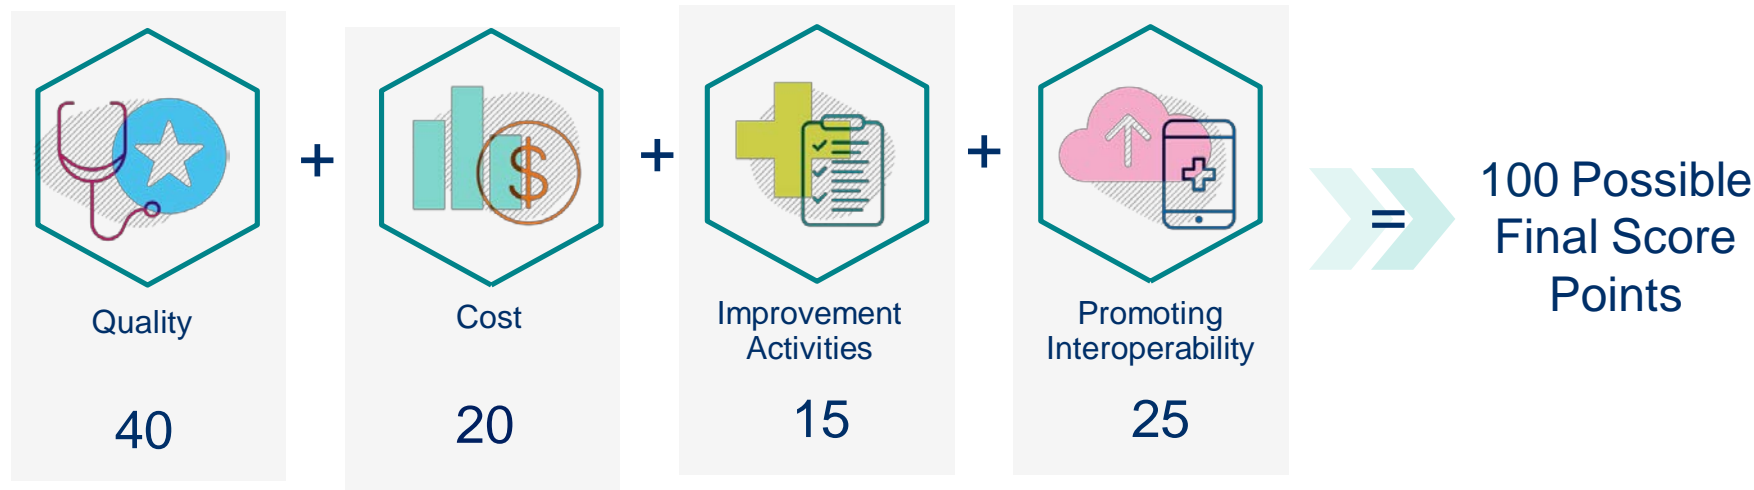 Quality
40
+
Cost
20
+
Improvement
Activities
15
+
Promoting
Interoperability
25
=
100 Possible
Final Score
Points